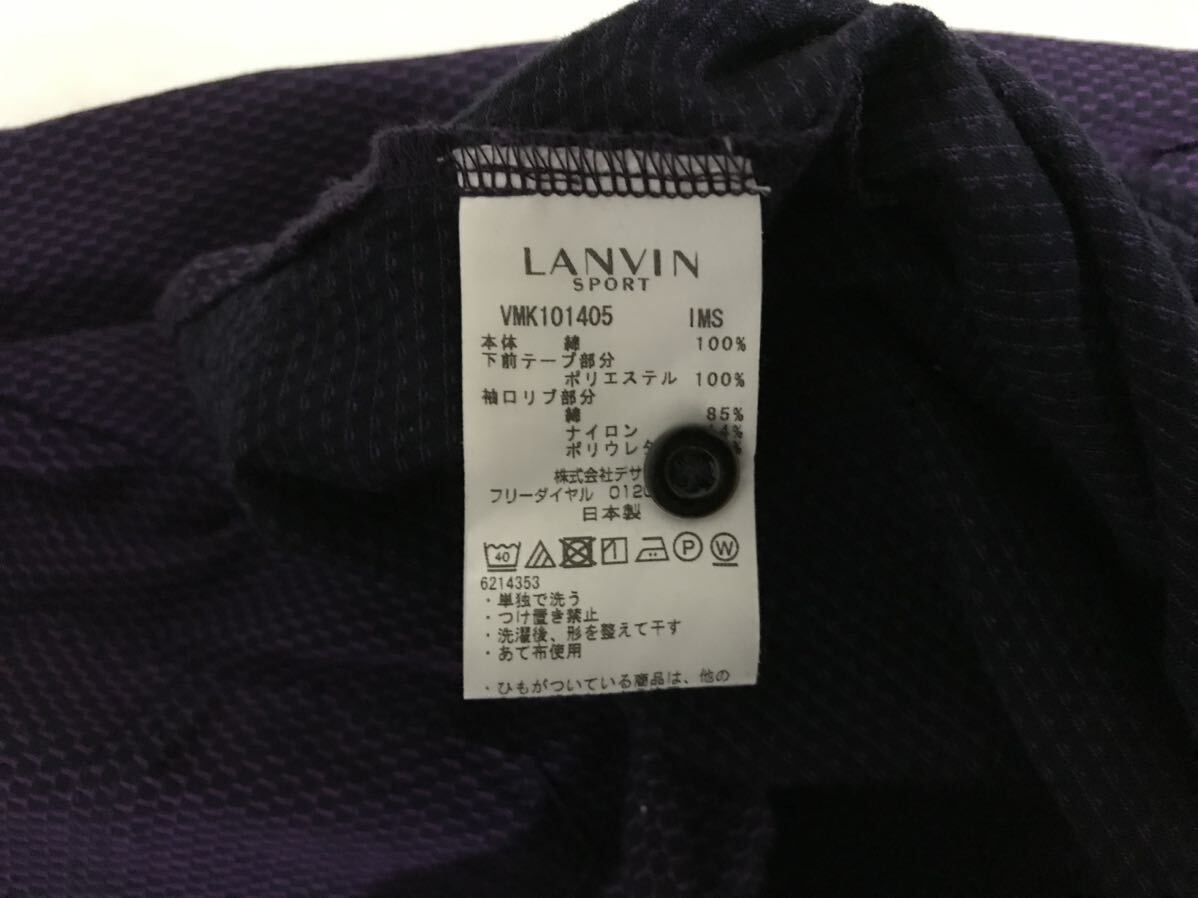 LANVIN
SPORT
VMK101405 IMS
本体 綿 100%
下前テープ部分
ポリエステル 100%
袖口リブ部分
綿 85%
ナイロン 4%
ポリウレタ %
株式会社デサ
フリーダイヤル 012
日本製
40 P W
6214353
・単独で洗う
・つけ置き禁止
・洗濯後、形を整えて干す
・あて布使用
・ひもがついている商品は、他の